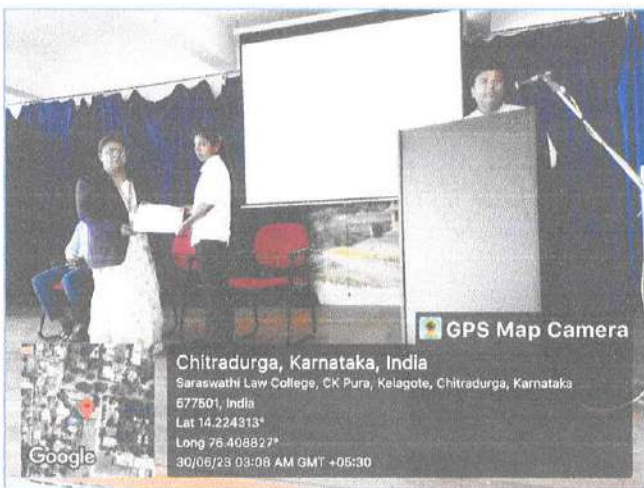 GPS Map Camera
Chitradurga, Karnataka, India
Saraswathi Law College, CK Pura, Kelagote, Chitradurga, Karnataka
577501, India
Lat 14.224313°
Long 76.408827°
30/06/23 03:08 AM GMT +05:30
Google